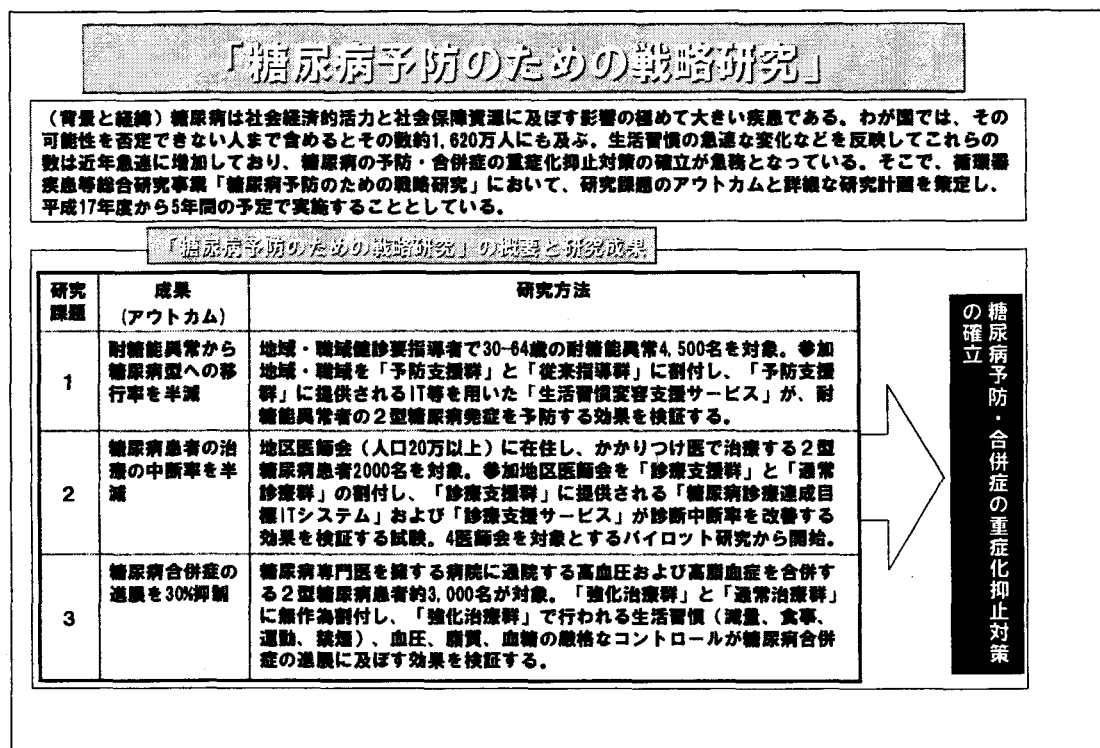 「糖尿病予防のための戦略研究」
（背景と経緯）糖尿病は社会経済的活力と社会保障資源に及ぼす影響の極めて大きい疾患である。わが国では、その
可能性を否定できない人まで含めるとその数約1,620万人にも及ぶ。生活習慣の急速な変化などを反映してこれらの
数は近年急速に増加しており、糖尿病の予防・合併症の重症化抑止対策の確立が急務となっている。そこで、循環器
疾患等総合研究事業「糖尿病予防のための戦略研究」において、研究課題のアウトカムと詳細な研究計画を策定し、
平成17年度から5年間の予定で実施することとしている。
「糖尿病予防のための戦略研究」の概要と研究成果
研究
課題
成果
（アウトカム）
研究方法
1
耐糖能異常から
糖尿病型への移
行率を半減
地域・職域健診要指導者で30-64歳の耐糖能異常4,500名を対象。参加
地域・職域を「予防支援群」と「従来指導群」に割付し、「予防支援
群」に提供されるIT等を用いた「生活習慣変容支援サービス」が、耐
糖能異常者の２型糖尿病発症を予防する効果を検証する。
2
糖尿病患者の治
療の中断率を半
減
地区医師会（人口20万以上）に在住し、かかりつけ医で治療する２型
糖尿病患者2000名を対象。参加地区医師会を「診療支援群」と「通常
診療群」の割付し、「診療支援群」に提供される「糖尿病診療達成目
標ITシステム」および「診療支援サービス」が診断中断率を改善する
効果を検証する試験。4医師会を対象とするパイロット研究から開始。
3
糖尿病合併症の
進展を30%抑制
糖尿病専門医を擁する病院に通院する高血圧および高脂血症を合併す
る２型糖尿病患者約3,000名が対象。「強化治療群」と「通常治療群」
に無作為割付し、「強化治療群」で行われる生活習慣（減量、食事、
運動、禁煙）、血圧、脂質、血糖の厳格なコントロールが糖尿病合併
症の進展に及ぼす効果を検証する。
糖尿病予防・合併症の重症化抑止対策
の確立